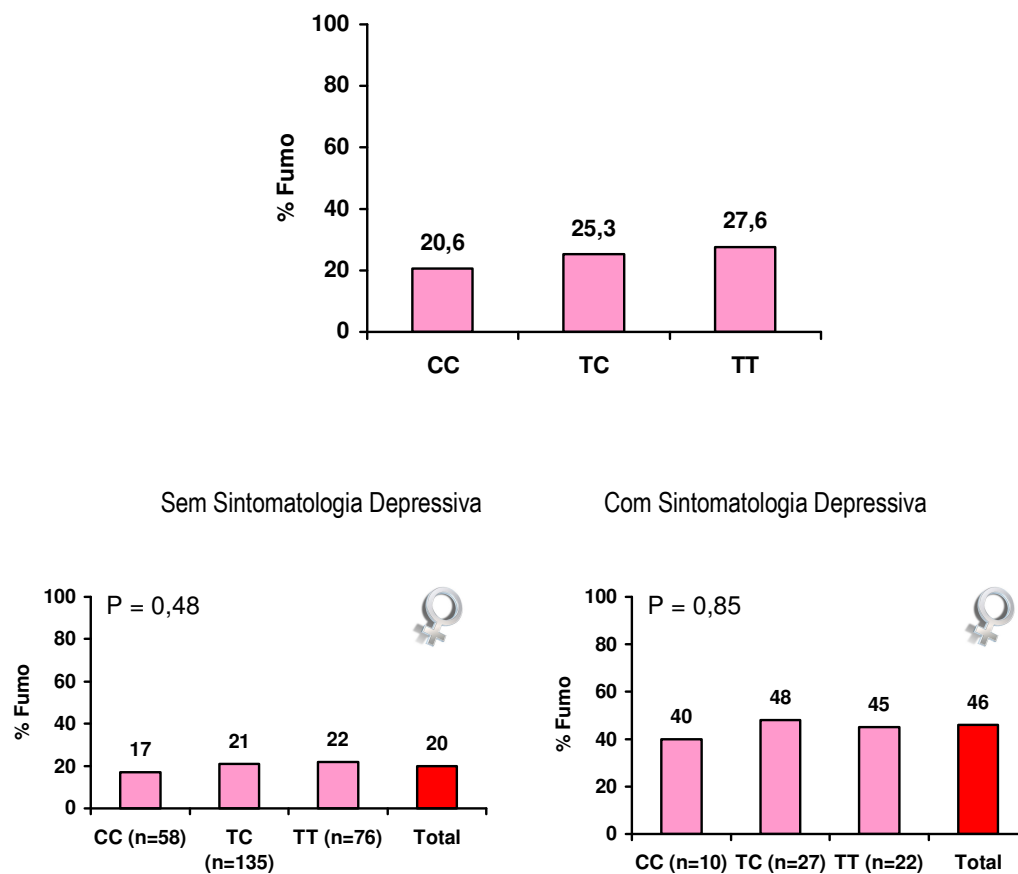 100
80
60
40
20
0
% Fumo
20,6
25,3
27,6
CC
TC
TT
Sem Sintomatologia Depressiva
Com Sintomatologia Depressiva
P = 0,48
100
80
60
40
20
0
% Fumo
17
21
22
20
CC (n=58)
TC
(n=135)
TT (n=76)
Total
P = 0,85
100
80
60
40
20
0
% Fumo
40
48
45
46
CC (n=10)
TC (n=27)
TT (n=22)
Total